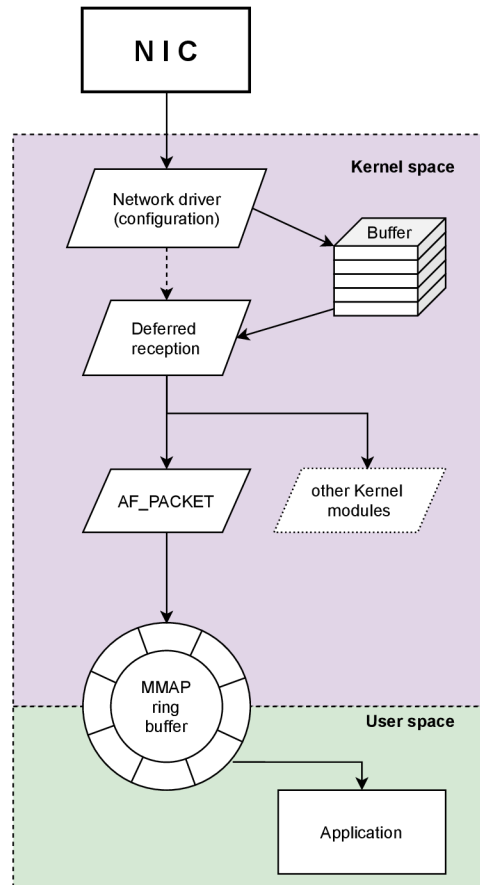 N I C
Kernel space
Network driver
(configuration)
Buffer
Deferred
reception
AF_PACKET
other Kernel
modules
MMAP
ring
buffer
User space
Application